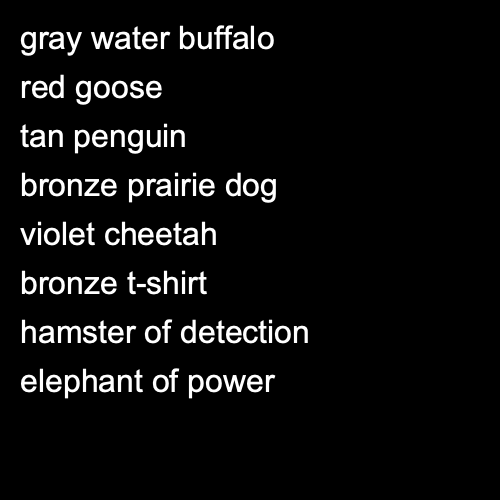 gray water buffalo
red goose
tan penguin
bronze prairie dog
violet cheetah
bronze t-shirt
hamster of detection
elephant of power